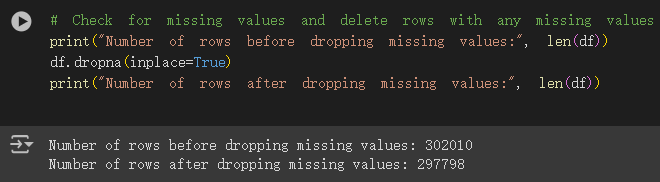 # Check for missing values and delete rows with any missing values
print("Number of rows before dropping missing values:", len(df))
df.dropna(inplace=True)
print("Number of rows after dropping missing values:", len(df))
Number of rows before dropping missing values: 302010
Number of rows after dropping missing values: 297798